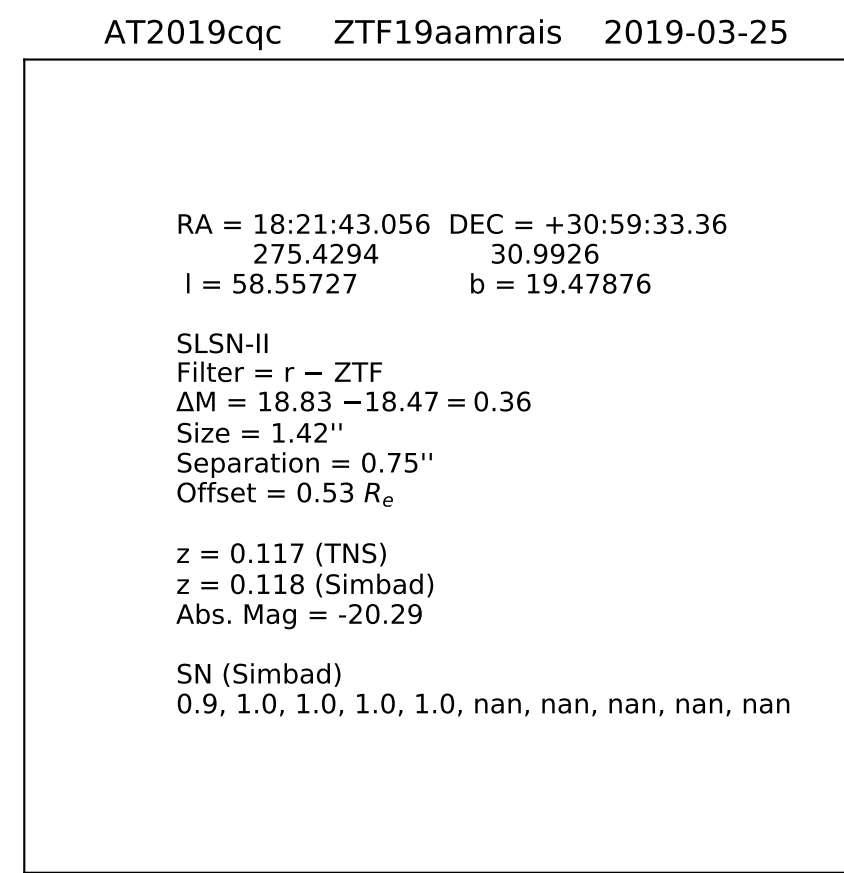 AT2019cqc ZTF19aamrais 2019-03-25
RA = 18:21:43.056 DEC = +30:59:33.36
275.4294 30.9926
l = 58.55727 b = 19.47876
SLSN-II
Filter = r − ZTF
ΔM = 18.83 −18.47 = 0.36
Size = 1.42''
Separation = 0.75''
Offset = 0.53 Re
z = 0.117 (TNS)
z = 0.118 (Simbad)
Abs. Mag = -20.29
SN (Simbad)
0.9, 1.0, 1.0, 1.0, 1.0, nan, nan, nan, nan, nan